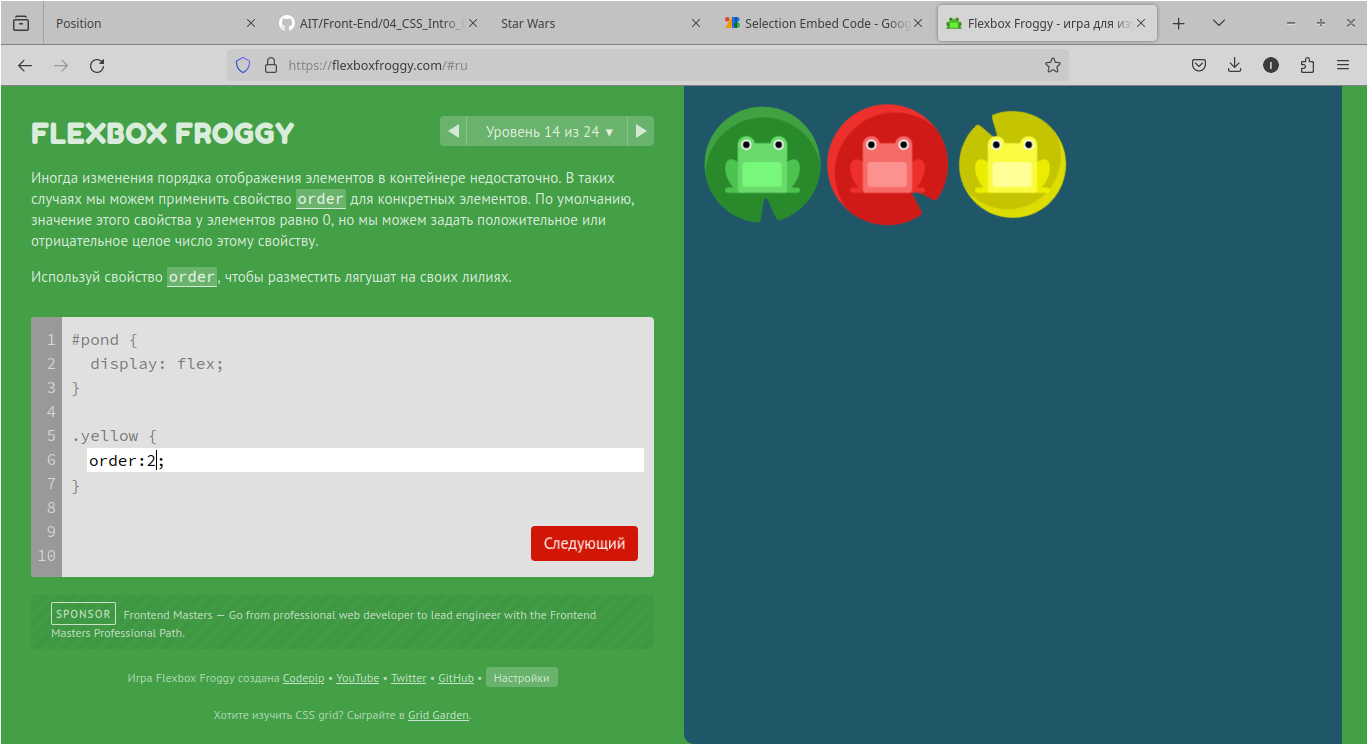 Position
AIT/Front-End/04_CSS_Intro_
Star Wars
Selection Embed Code - Goog
Flexbox Froggy - игра для из
https://flexboxfroggy.com/#ru
FLEXBOX FROGGY
Уровень 14 из 24 ▾
Иногда изменения порядка отображения элементов в контейнере недостаточно. В таких
случаях мы можем применить свойство order для конкретных элементов. По умолчанию,
значение этого свойства у элементов равно 0, но мы можем задать положительное или
отрицательное целое число этому свойству.
Используй свойство order, чтобы разместить лягушат на своих лилиях.
1 #pond {
2 display: flex;
3 }
4
5 .yellow {
6 order:2;
7 }
8
9
10
Следующий
SPONSOR Frontend Masters — Go from professional web developer to lead engineer with the Frontend
Masters Professional Path.
Игра Flexbox Froggy создана Codepip • YouTube • Twitter • GitHub • Настройки
Хотите изучить CSS grid? Сыграйте в Grid Garden.